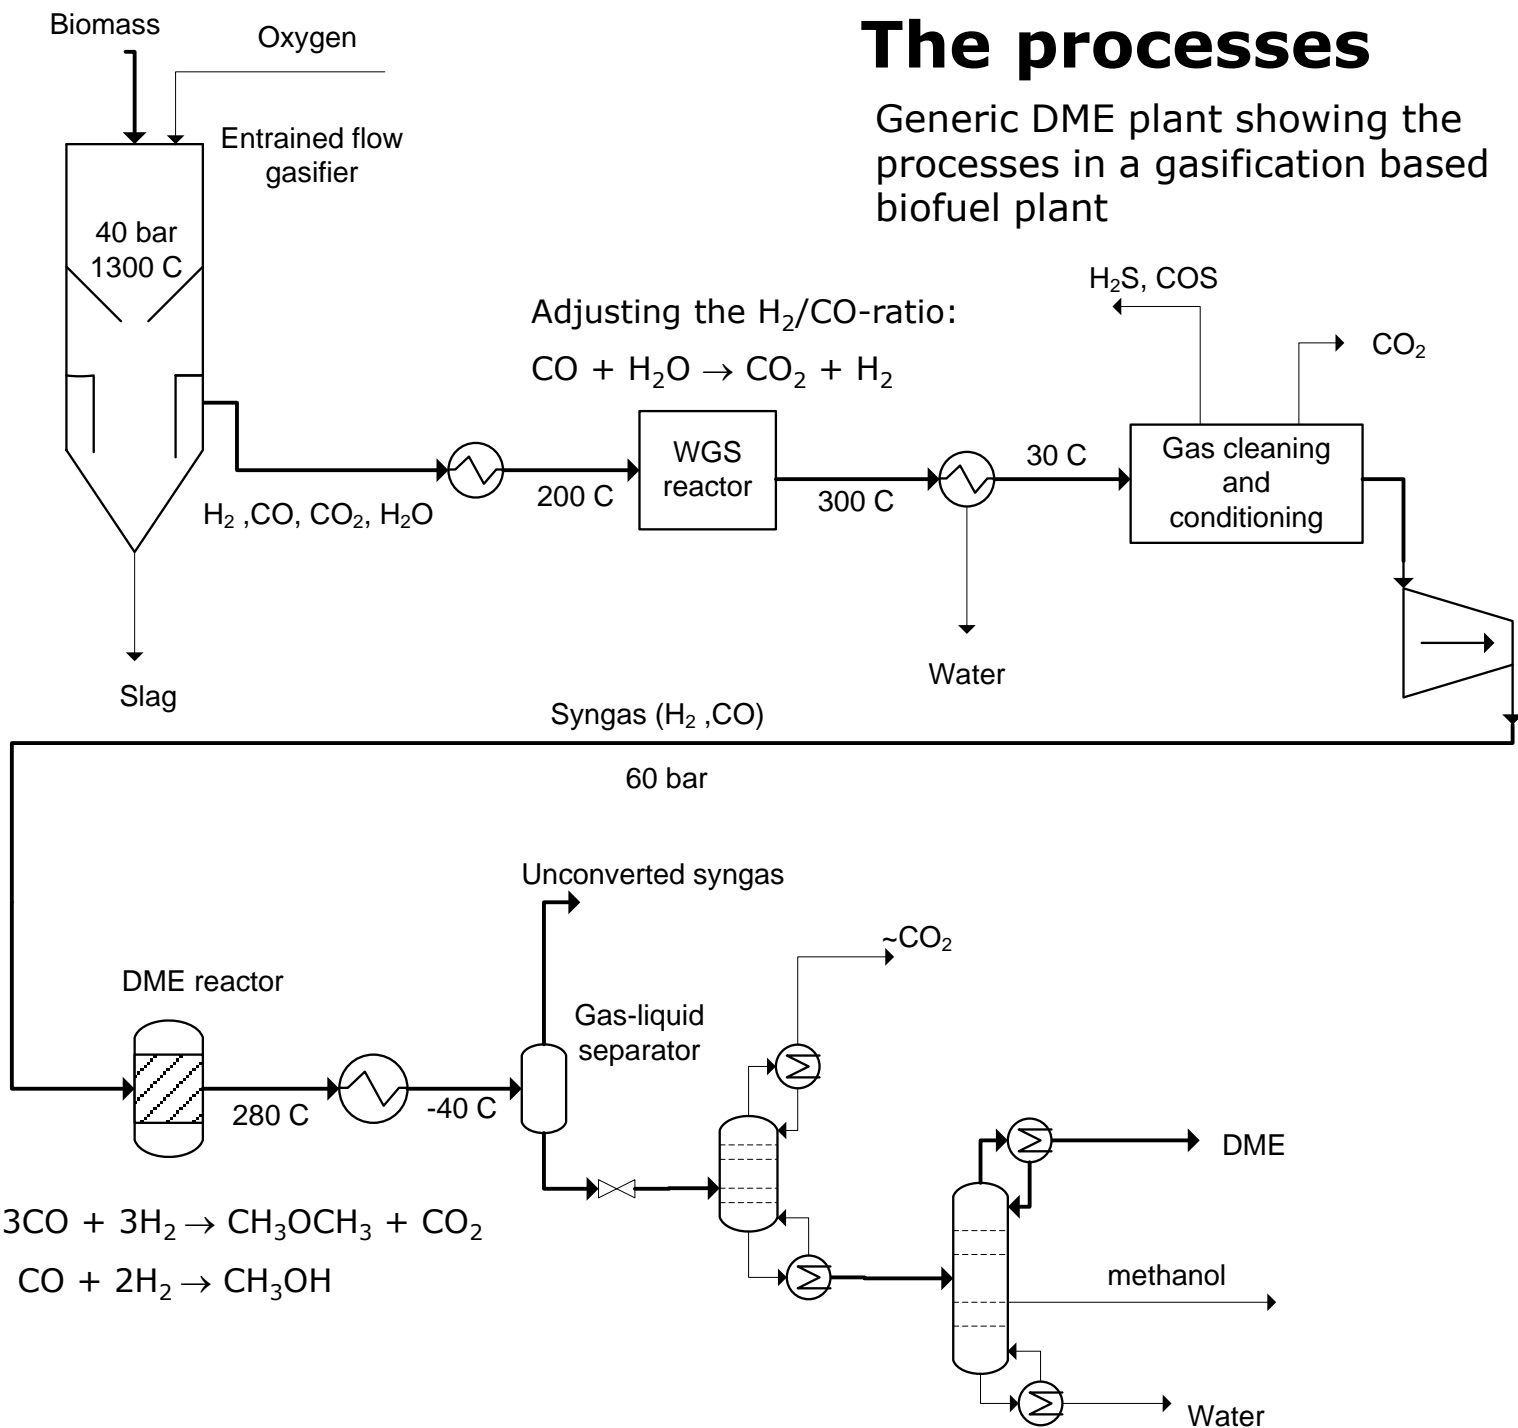 The processes
Generic DME plant showing the
processes in a gasification based
biofuel plant
Biomass
Oxygen
Entrained flow
gasifier
40 bar
1300 C
H₂ ,CO, CO₂, H₂O
Slag
Adjusting the H₂/CO-ratio:
CO + H₂O → CO₂ + H₂
200 C
WGS
reactor
300 C
30 C
Water
H₂S, COS
CO₂
Gas cleaning
and
conditioning
Syngas (H₂ ,CO)
60 bar
DME reactor
280 C
-40 C
Unconverted syngas
Gas-liquid
separator
~CO₂
DME
methanol
Water
3CO + 3H₂ → CH₃OCH₃ + CO₂
CO + 2H₂ → CH₃OH